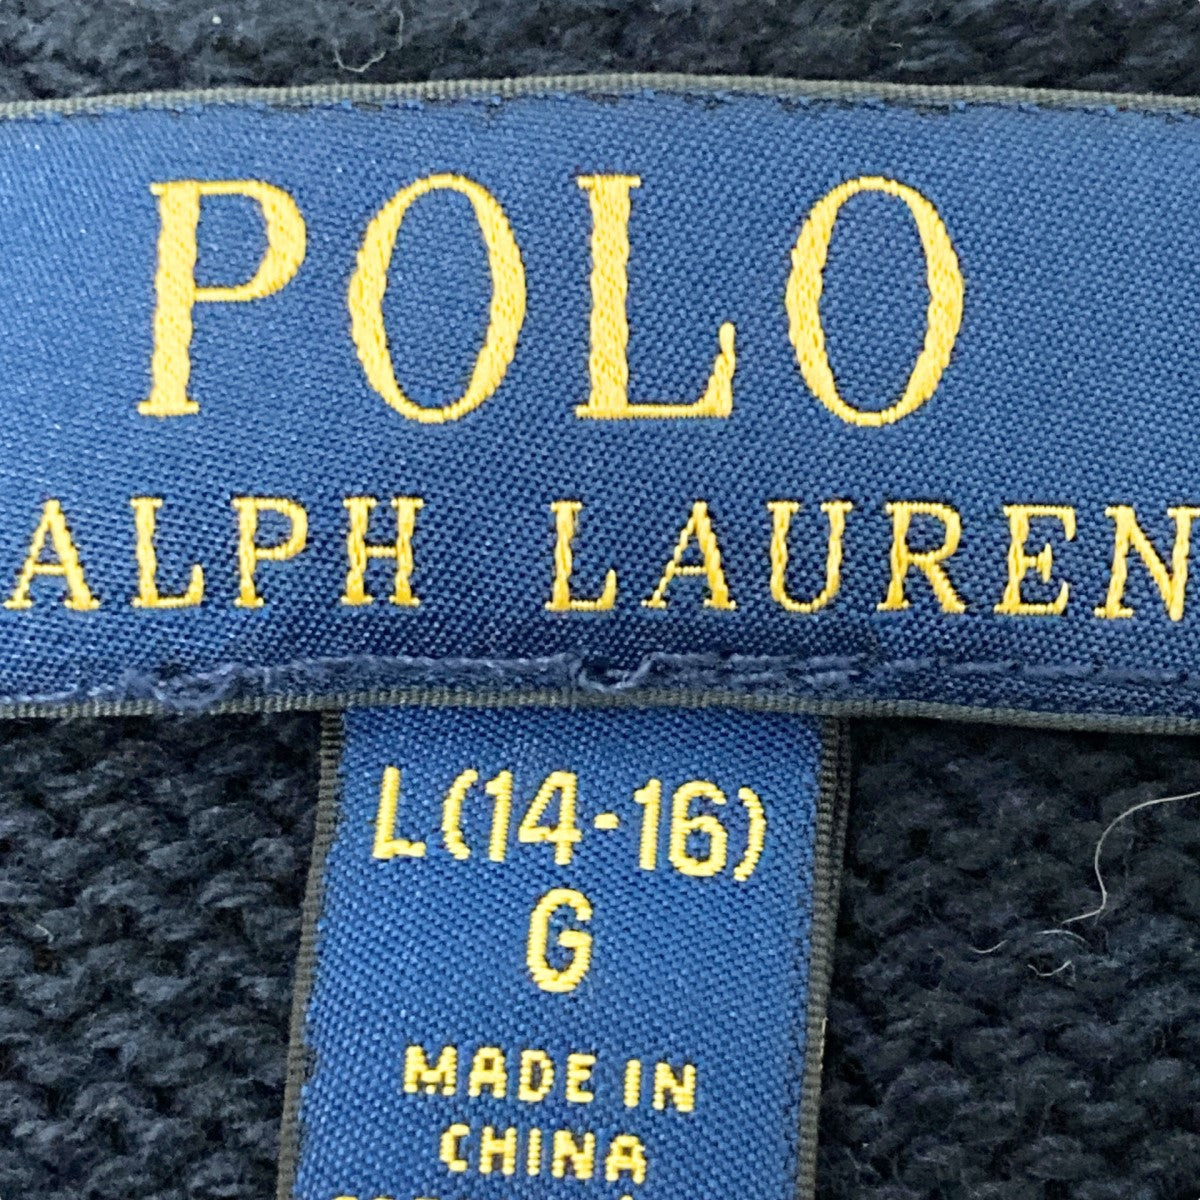 POLO
ALPH LAUREN
L(14-16)
G
MADE IN
CHINA